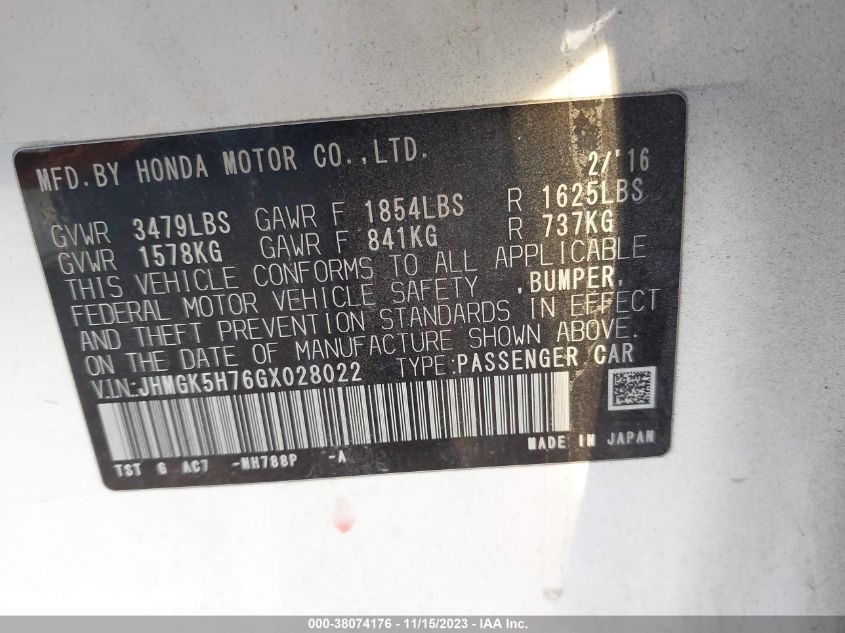 MFD.BY HONDA MOTOR CO.,LTD. 2/'16
GVWR 3479LBS GAWR F 1854LBS R 1625LBS
GVWR 1578KG GAWR F 841KG R 737KG
THIS VEHICLE CONFORMS TO ALL APPLICABLE
FEDERAL MOTOR VEHICLE SAFETY ,BUMPER,
AND THEFT PREVENTION STANDARDS IN EFFECT
ON THE DATE OF MANUFACTURE SHOWN ABOVE.
V.I.N:JHMGK5H76GX028022 TYPE:PASSENGER CAR
MADE IN JAPAN
TST G AC7 -NH788P -A
000-38074176 - 11/15/2023 - IAA Inc.